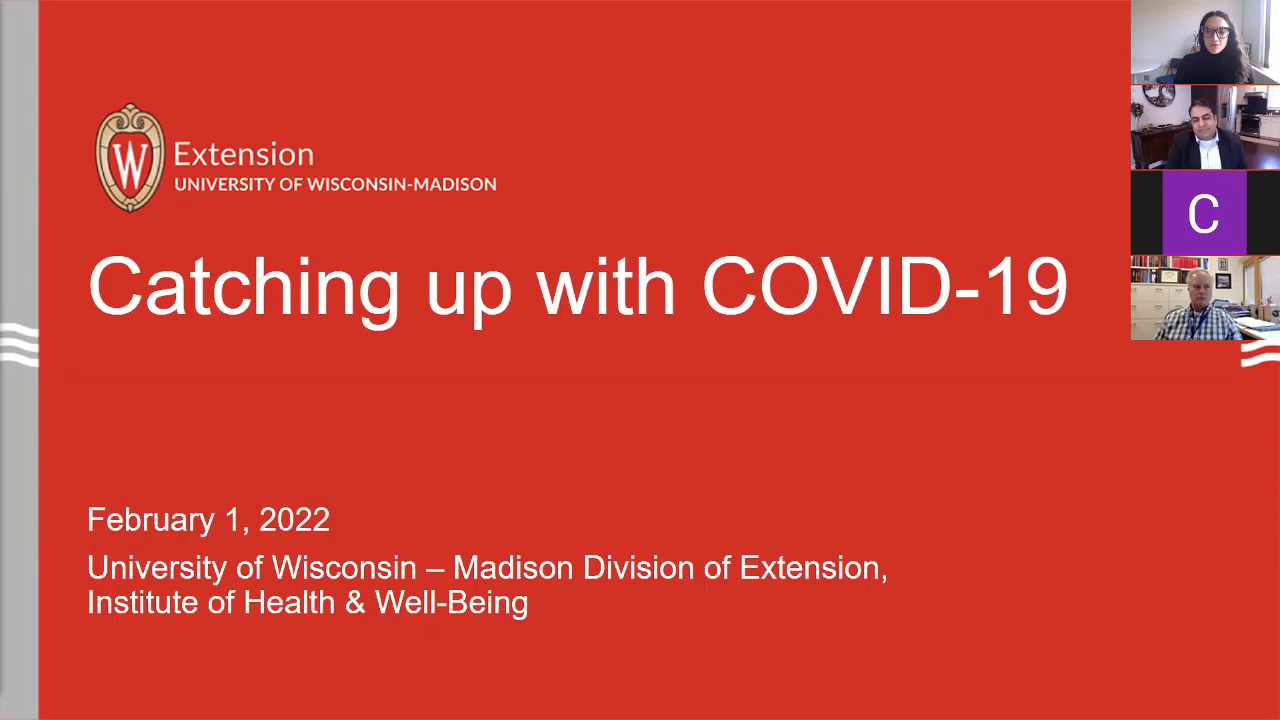 W
Extension
UNIVERSITY OF WISCONSIN-MADISON
Catching up with COVID-19
February 1, 2022
University of Wisconsin – Madison Division of Extension,
Institute of Health & Well-Being
C